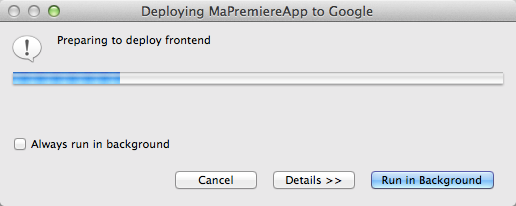 Deploying MaPremiereApp to Google
Preparing to deploy frontend
Always run in background
Cancel
Details >>
Run in Background